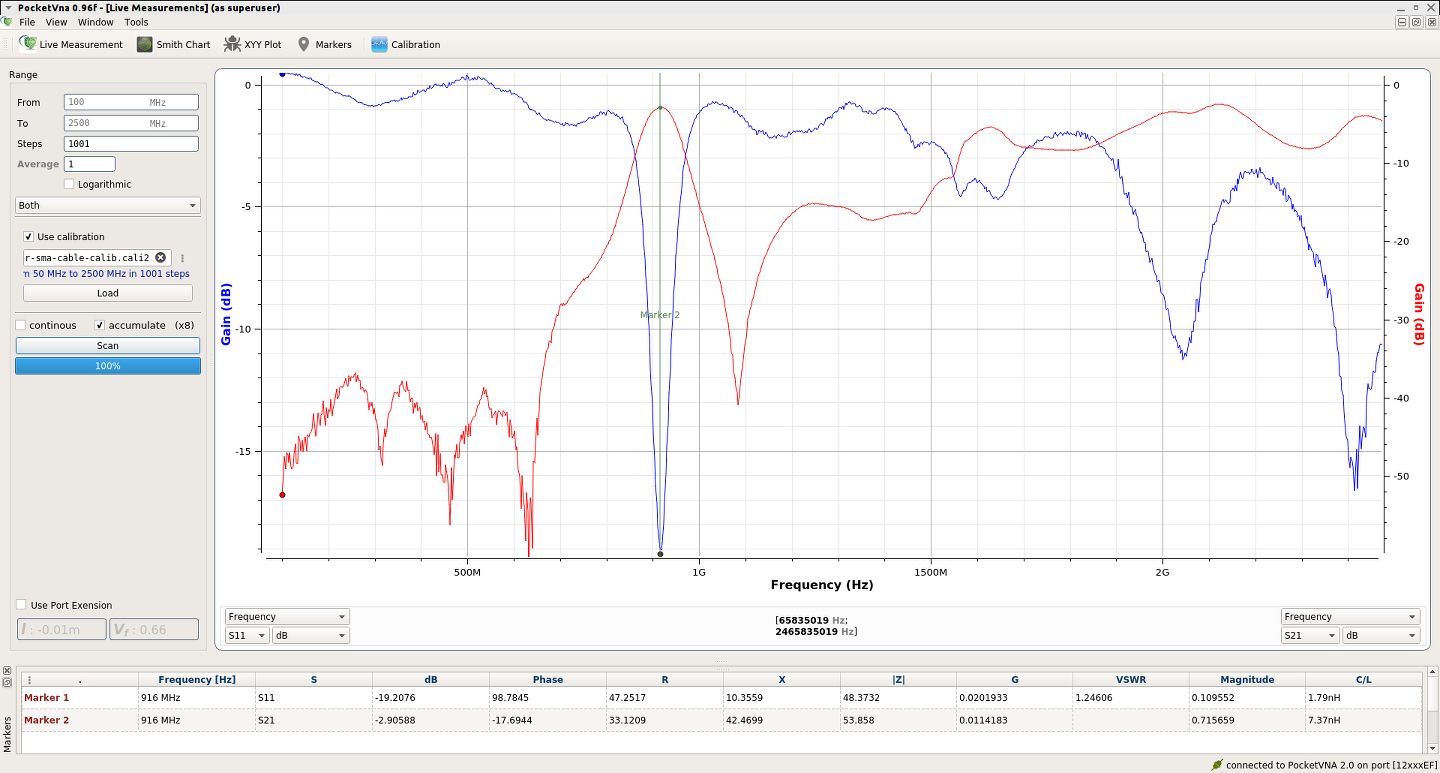 PocketVna 0.96f - [Live Measurements] (as superuser)
File View Window Tools
Live Measurement Smith Chart XYY Plot Markers Calibration
Range
From 100 MHz
To 2500 MHz
Steps 1001
Average 1
Logarithmic
Both
Use calibration
r-sma-cable-calib.cali2
n 50 MHz to 2500 MHz in 1001 steps
Load
continous accumulate (x8)
Scan
100%
Use Port Exension
l : -0.01m Vf : 0.66
Gain (dB)
0
-5
-10
-15
Marker 2
0
-10
-20
-30
-40
-50
Gain (dB)
500M 1G 1500M 2G
Frequency (Hz)
Frequency
S11 dB
[65835019 Hz;
2465835019 Hz]
Frequency
S21 dB
Markers
. Frequency [Hz] S dB Phase R X |Z| G VSWR Magnitude C/L
Marker 1 916 MHz S11 -19.2076 98.7845 47.2517 10.3559 48.3732 0.0201933 1.24606 0.109552 1.79nH
Marker 2 916 MHz S21 -2.90588 -17.6944 33.1209 42.4699 53.858 0.0114183 0.715659 7.37nH
connected to PocketVNA 2.0 on port [12xxxEF]